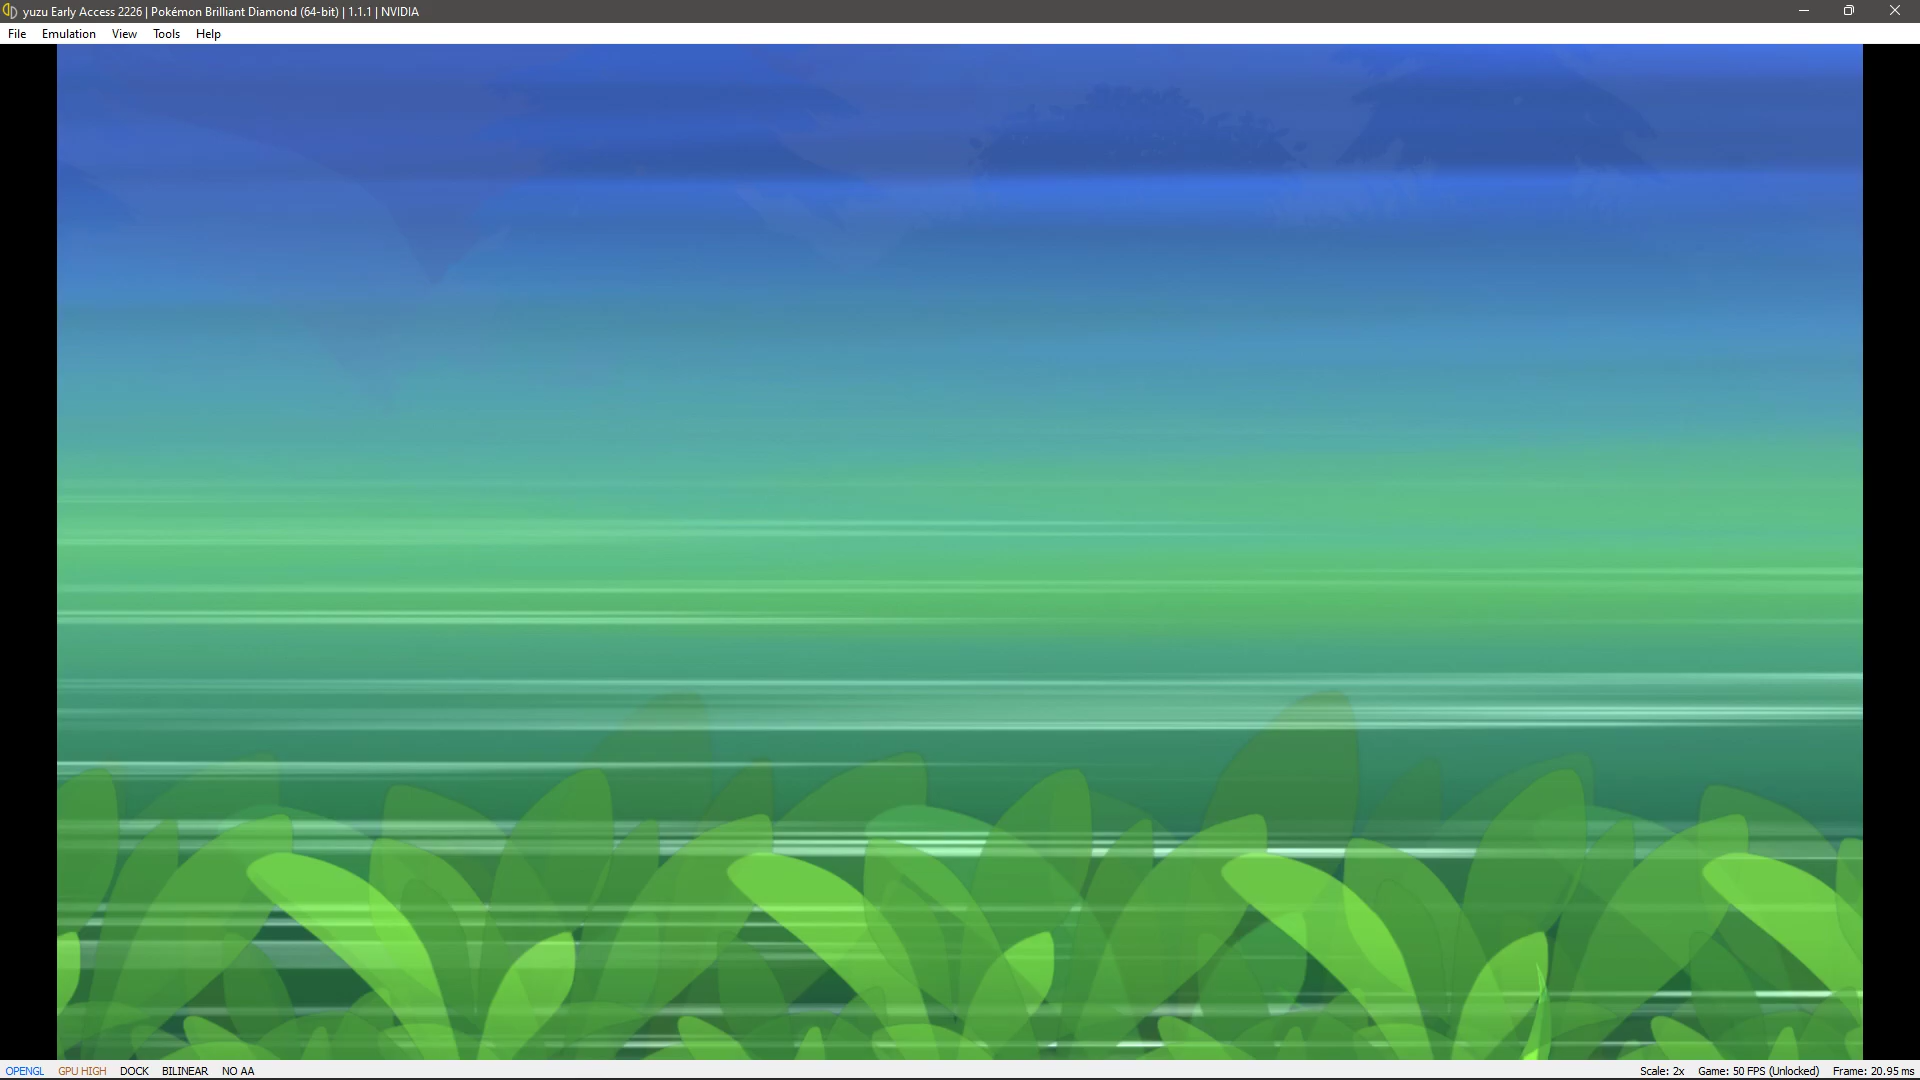 yuzu Early Access 2226 | Pokémon Brilliant Diamond (64-bit) | 1.1.1 | NVIDIA
File Emulation View Tools Help
OPENGL GPU HIGH DOCK BILINEAR NO AA Scale: 2x Game: 50 FPS (Unlocked) Frame: 20.95 ms